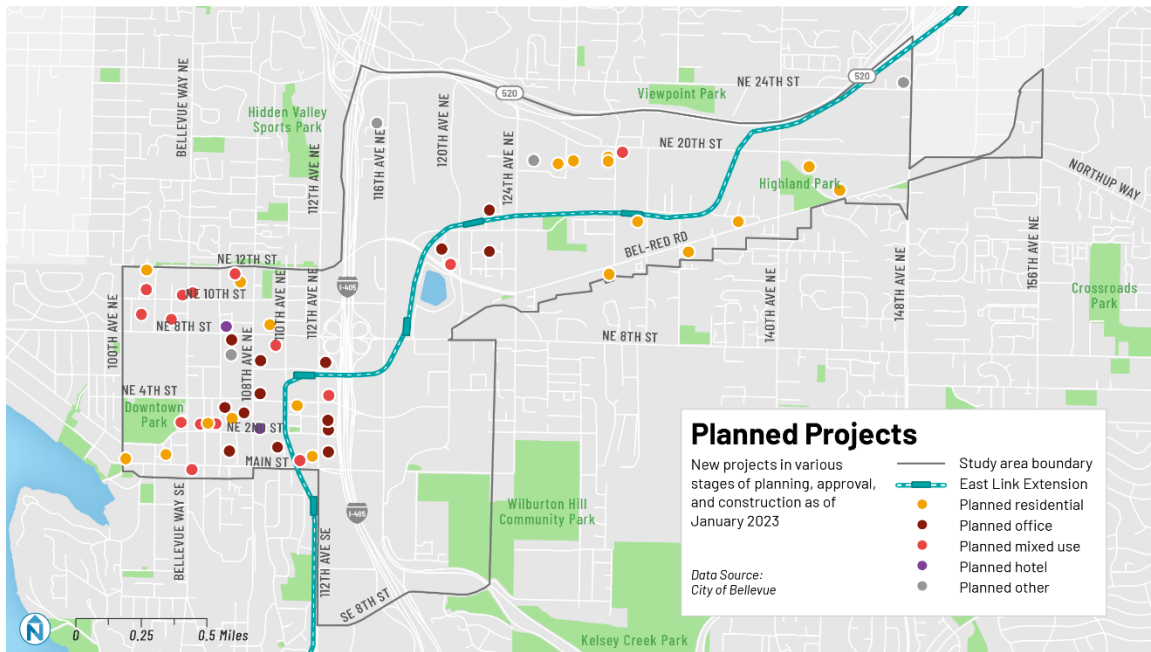 NE 24TH ST
520
520
Viewpoint Park
Hidden Valley
Sports Park
BELLEVUE WAY NE
112TH AVE NE
116TH AVE NE
120TH AVE NE
124TH AVE NE
NE 20TH ST
Highland Park
NORTHUP WAY
BEL-RED RD
156TH AVE NE
148TH AVE NE
140TH AVE NE
Crossroads
Park
NE 12TH ST
I-405
NE 10TH ST
110TH AVE NE
112TH AVE NE
100TH AVE NE
NE 8TH ST
NE 8TH ST
108TH AVE NE
NE 4TH ST
Downtown
Park
NE 2ND ST
MAIN ST
BELLEVUE WAY SE
112TH AVE SE
I-405
Wilburton Hill
Community Park
SE 8TH ST
Kelsey Creek Park
Planned Projects
New projects in various
stages of planning, approval,
and construction as of
January 2023
Data Source:
City of Bellevue
Study area boundary
East Link Extension
Planned residential
Planned office
Planned mixed use
Planned hotel
Planned other
N
0 0.25 0.5 Miles